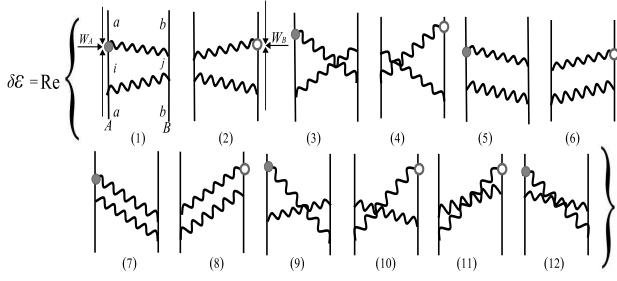 a b
W_A W_B
δℰ = Re { i j
a b
A B
(1) (2) (3) (4) (5) (6)
}
(7) (8) (9) (10) (11) (12)